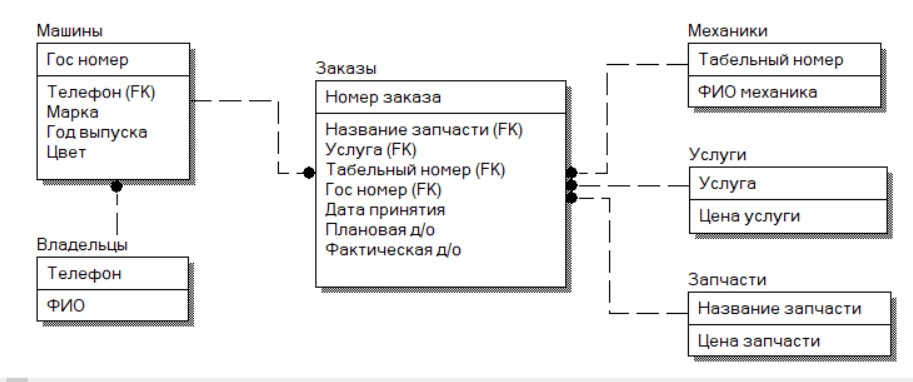 Машины
Гос номер
Телефон (FK)
Марка
Год выпуска
Цвет
Владельцы
Телефон
ФИО
Заказы
Номер заказа
Название запчасти (FK)
Услуга (FK)
Табельный номер (FK)
Гос номер (FK)
Дата принятия
Плановая д/о
Фактическая д/о
Механики
Табельный номер
ФИО механика
Услуги
Услуга
Цена услуги
Запчасти
Название запчасти
Цена запчасти